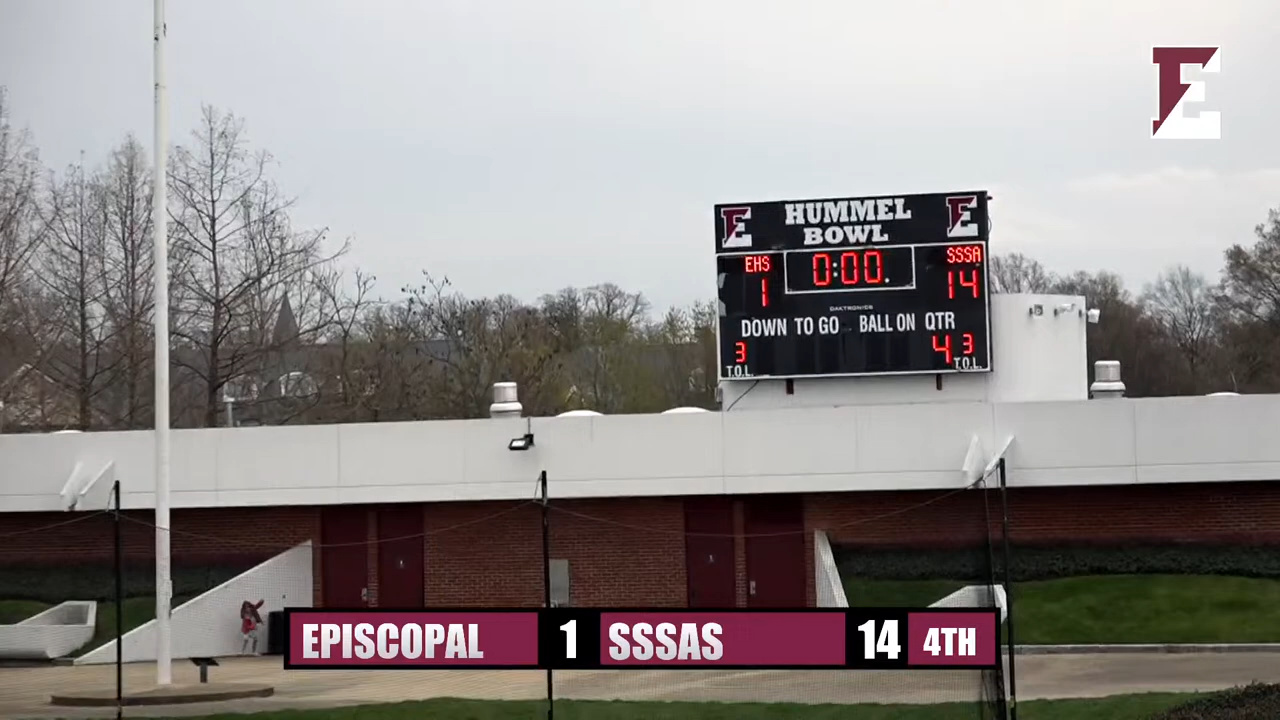 E
E HUMMEL E
BOWL
EHS 0:00. SSSA
1 14
DAKTRONICS
DOWN TO GO BALL ON QTR
3 4 3
T.O.L. T.O.L.
EPISCOPAL 1 SSSAS 14 4TH